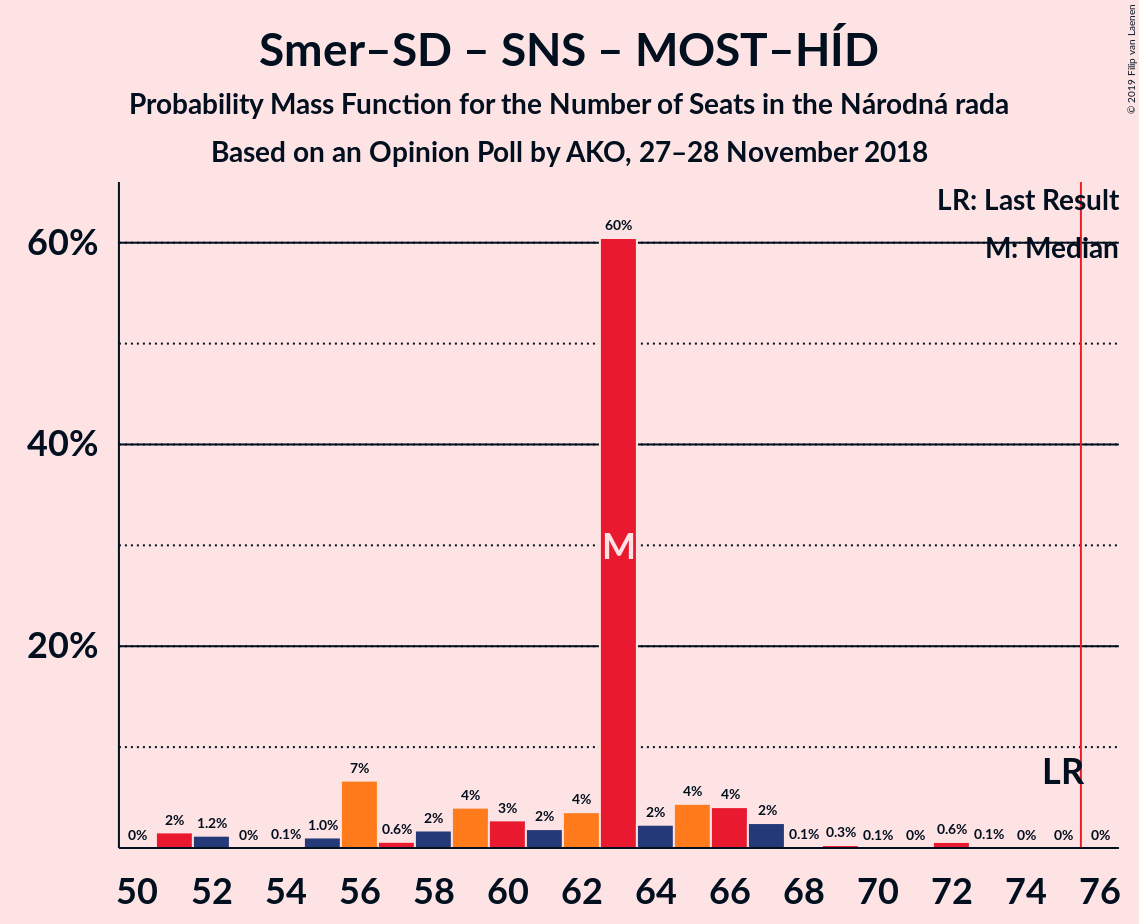 Smer–SD – SNS – MOST–HÍD
Probability Mass Function for the Number of Seats in the Národná rada
Based on an Opinion Poll by AKO, 27–28 November 2018
© 2019 Filip van Laenen
LR: Last Result
M: Median
60%
40%
20%
0% 2% 1.2% 0% 0.1% 1.0% 7% 0.6% 2% 4% 3% 2% 4% 60% 2% 4% 4% 2% 0.1% 0.3% 0.1% 0% 0.6% 0.1% 0% 0% 0%
M
LR
50 52 54 56 58 60 62 64 66 68 70 72 74 76